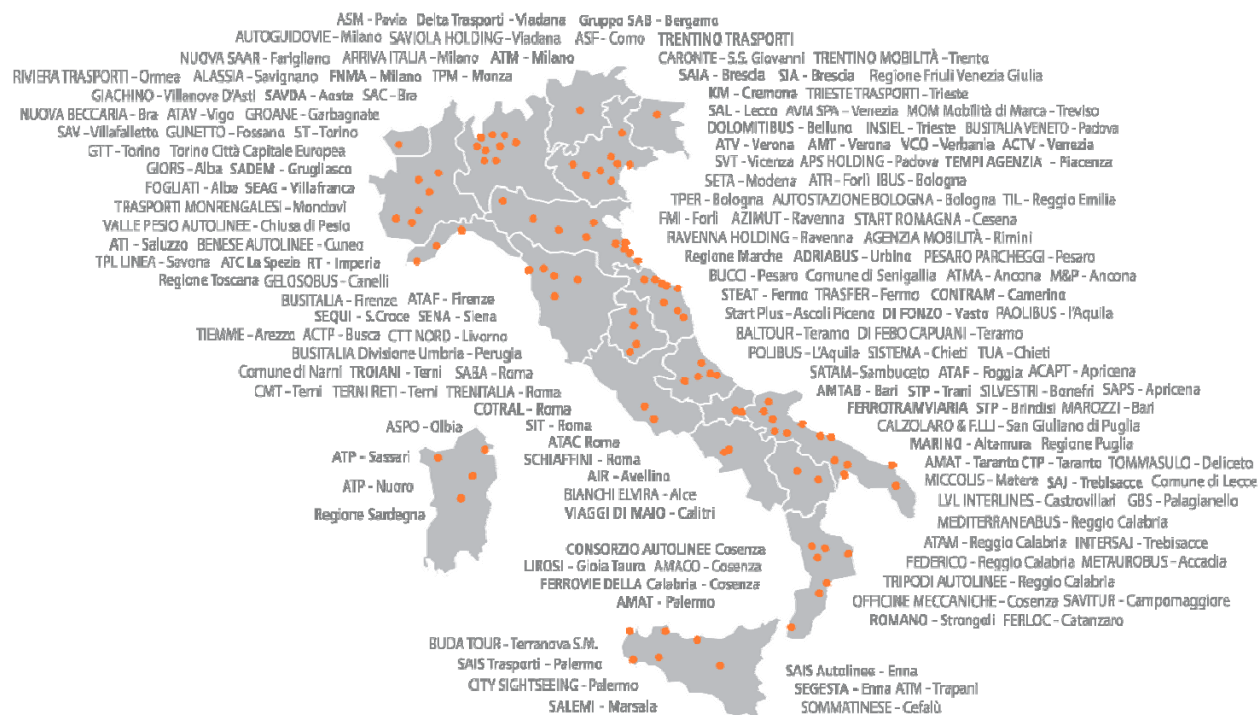 ASM - Pavia Delta Trasporti - Viadana Gruppo SAB - Bergamo
AUTOGUIDOVIE - Milano SAVIOLA HOLDING - Viadana ASF - Como TRENTINO TRASPORTI
NUOVA SAAR - Farigliano ARRIVA ITALIA - Milano ATM - Milano
RIVIERA TRASPORTI - Ormea ALASSIA - Savignano FNMA - Milano TPM - Monza
GIACHINO - Villanova D'Asti SAVDA - Aosta SAC - Bra
NUOVA BECCARIA - Bra ATAV - Vigo GROANE - Garbagnate
SAV - Villafalletto GUNETTO - Fossano ST - Torino
GTT - Torino Torino Città Capitale Europea
GIORS - Alba SADEM - Grugliasco
FOGLIATI - Alba SEAG - Villafranca
TRASPORTI MONREGALESI - Mondovì
VALLE PESIO AUTOLINEE - Chiusa di Pesio
ATI - Saluzzo BENESE AUTOLINEE - Cuneo
TPL LINEA - Savona ATC La Spezia RT - Imperia
Regione Toscana GELOSOBUS - Canelli
BUSITALIA - Firenze ATAF - Firenze
SEQUI - S.Croce SENA - Siena
TIEMME - Arezzo ACTP - Busca CTT NORD - Livorno
BUSITALIA Divisione Umbria - Perugia
Comune di Narni TROIANI - Terni SABA - Roma
CMT - Terni TERNI RETI - Terni TRENITALIA - Roma
COTRAL - Roma
SIT - Roma
ATAC Roma
SCHIAFFINI - Roma
AIR - Avellino
BIANCHI ELVIRA - Alce
VIAGGI DI MAIO - Calitri
CARONTE - S.S. Giovanni TRENTINO MOBILITÀ - Trento
SAIA - Brescia SIA - Brescia Regione Friuli Venezia Giulia
KM - Cremona TRIESTE TRASPORTI - Trieste
SAL - Lecco AVM SPA - Venezia MOM Mobilità di Marca - Treviso
DOLOMITIBUS - Belluno INSIEL - Trieste BUSITALIA VENETO - Padova
ATV - Verona AMT - Verona VCO - Verbania ACTV - Venezia
SVT - Vicenza APS HOLDING - Padova TEMPI AGENZIA - Piacenza
SETA - Modena ATR - Forlì IBUS - Bologna
TPER - Bologna AUTOSTAZIONE BOLOGNA - Bologna TIL - Reggio Emilia
FMI - Forlì AZIMUT - Ravenna START ROMAGNA - Cesena
RAVENNA HOLDING - Ravenna AGENZIA MOBILITÀ - Rimini
Regione Marche ADRIABUS - Urbino PESARO PARCHEGGI - Pesaro
BUCCI - Pesaro Comune di Senigallia ATMA - Ancona M&P - Ancona
STEAT - Fermo TRASFER - Fermo CONTRAM - Camerino
Start Plus - Ascoli Piceno DI FONZO - Vasto PAOLIBUS - l'Aquila
BALTOUR - Teramo DI FEBO CAPUANI - Teramo
POLIBUS - L'Aquila SISTEMA - Chieti TUA - Chieti
SATAM - Sambuceto ATAF - Foggia ACAPT - Apricena
AMTAB - Bari STP - Trani SILVESTRI - Bonefri SAPS - Apricena
FERROTRAMVIARIA STP - Brindisi MAROZZI - Bari
CALZOLARO & F.LLI - San Giuliano di Puglia
MARINO - Altamura Regione Puglia
AMAT - Taranto CTP - Taranto TOMMASULO - Deliceto
MICCOLIS - Matera SAJ - Trebisacce Comune di Lecce
LVL INTERLINES - Castrovillari GBS - Palagianello
MEDITERRANEABUS - Reggio Calabria
ATAM - Reggio Calabria INTERSAJ - Trebisacce
FEDERICO - Reggio Calabria METAUROBUS - Accadia
TRIPODI AUTOLINEE - Reggio Calabria
OFFICINE MECCANICHE - Cosenza SAVITUR - Campomaggiore
ROMANO - Strongoli FERLOC - Catanzaro
ASPO - Olbia
ATP - Sassari
ATP - Nuoro
Regione Sardegna
CONSORZIO AUTOLINEE Cosenza
LIROSI - Gioia Tauro AMACO - Cosenza
FERROVIE DELLA Calabria - Cosenza
AMAT - Palermo
BUDA TOUR - Terranova S.M.
SAIS Trasporti - Palermo
CITY SIGHTSEEING - Palermo
SALEMI - Marsala
SAIS Autolinee - Enna
SEGESTA - Enna ATM - Trapani
SOMMATINESE - Cefalù